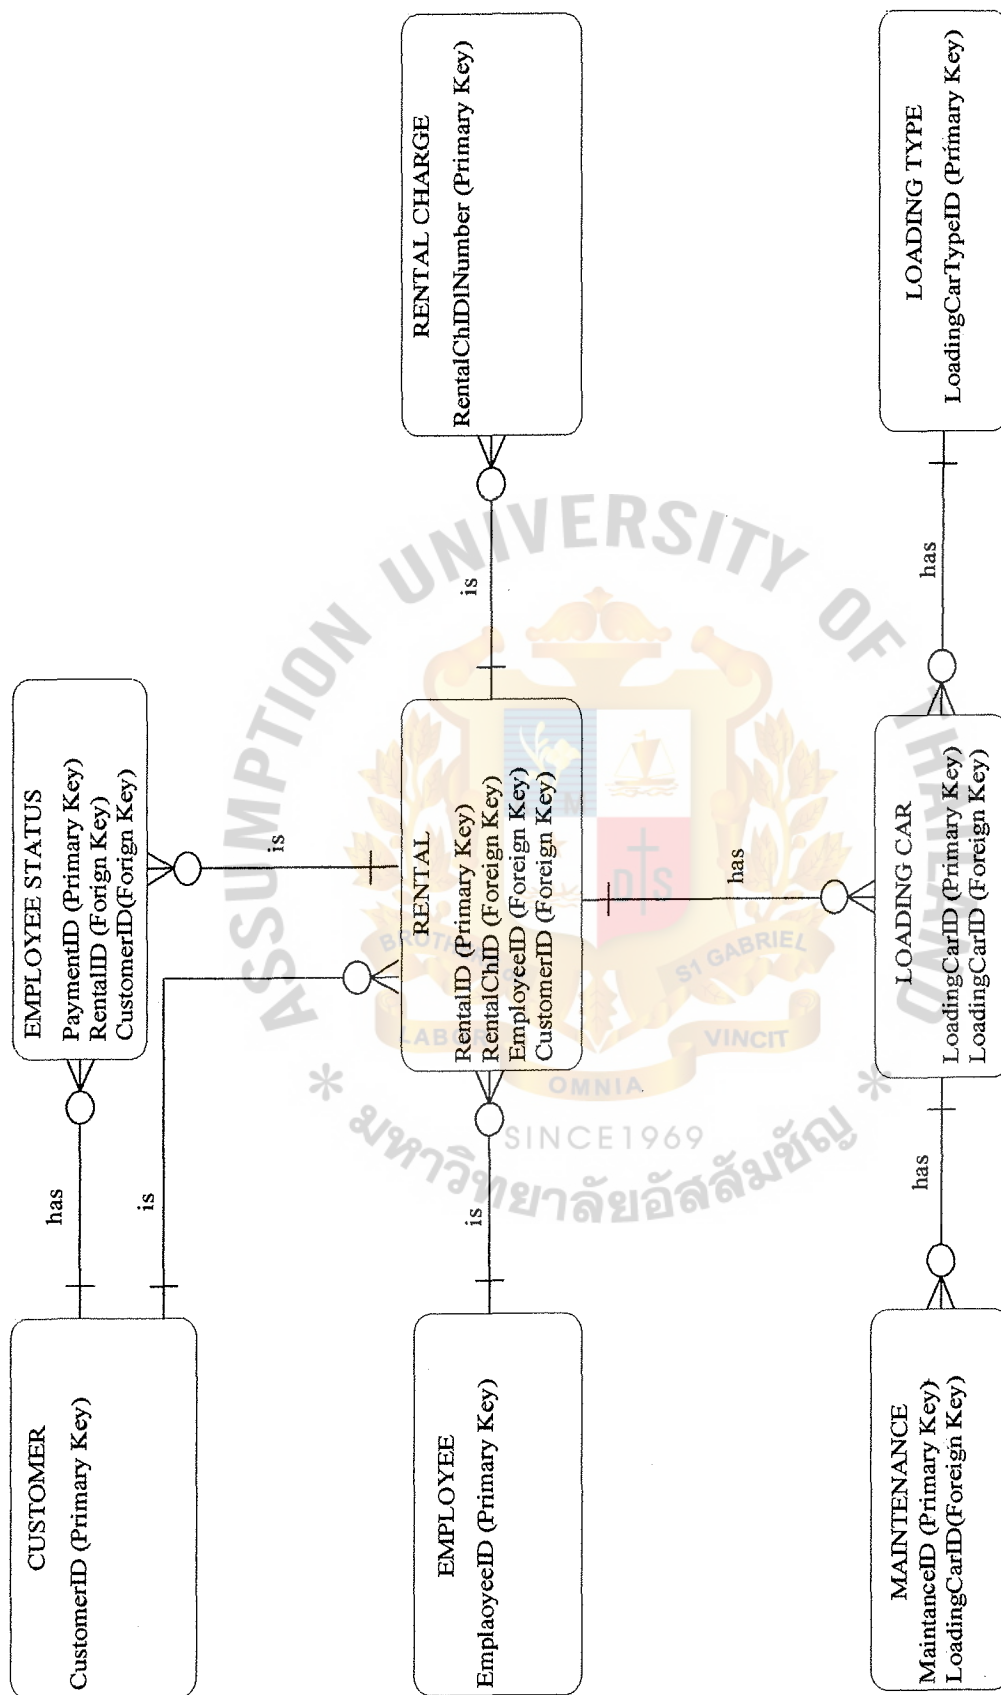 CUSTOMER
CustomerID (Primary Key)
has
is
EMPLOYEE STATUS
PaymentID (Primary Key)
RentalID (Forign Key)
CustomerID(Forign Key)
is
EMPLOYEE
EmplaoyeeID (Primary Key)
is
RENTAL
RentalID (Primary Key)
RentalChID (Foreign Key)
EmployeeID (Foreign Key)
CustomerID (Foreign Key)
is
RENTAL CHARGE
RentalChIDlNumber (Primary Key)
has
MAINTENANCE
MaintanceID (Primary Key)
LoadingCarID(Foreign Key)
has
LOADING CAR
LoadingCarID (Primary Key)
LoadingCarID (Foreign Key)
has
LOADING TYPE
LoadingCarTypeID (Primary Key)
ASSUMPTION UNIVERSITY OF THAILAND
S1 GABRIEL
LABOR
OMNIA
VINCIT
SINCE1969
มหาวิทยาลัยอัสสัมชัญ